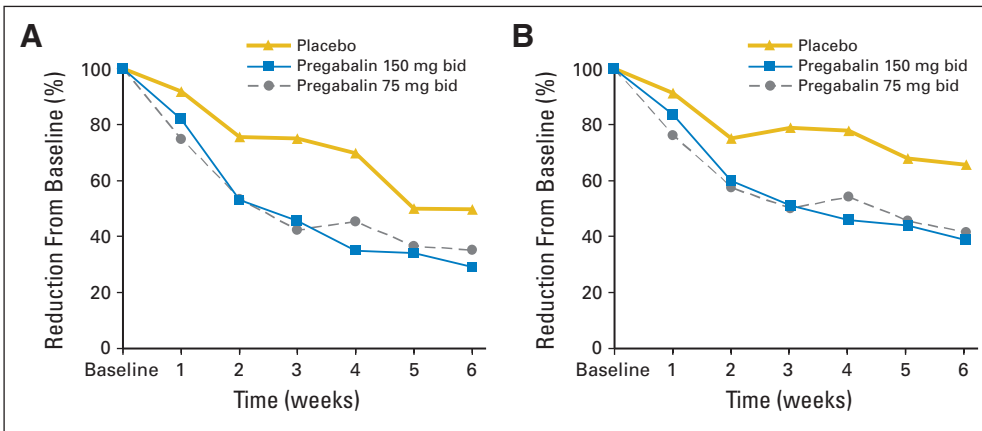 A
Placebo
Pregabalin 150 mg bid
Pregabalin 75 mg bid
Reduction From Baseline (%)
100
80
60
40
20
0
Baseline 1 2 3 4 5 6
Time (weeks)
B
Placebo
Pregabalin 150 mg bid
Pregabalin 75 mg bid
Reduction From Baseline (%)
100
80
60
40
20
0
Baseline 1 2 3 4 5 6
Time (weeks)